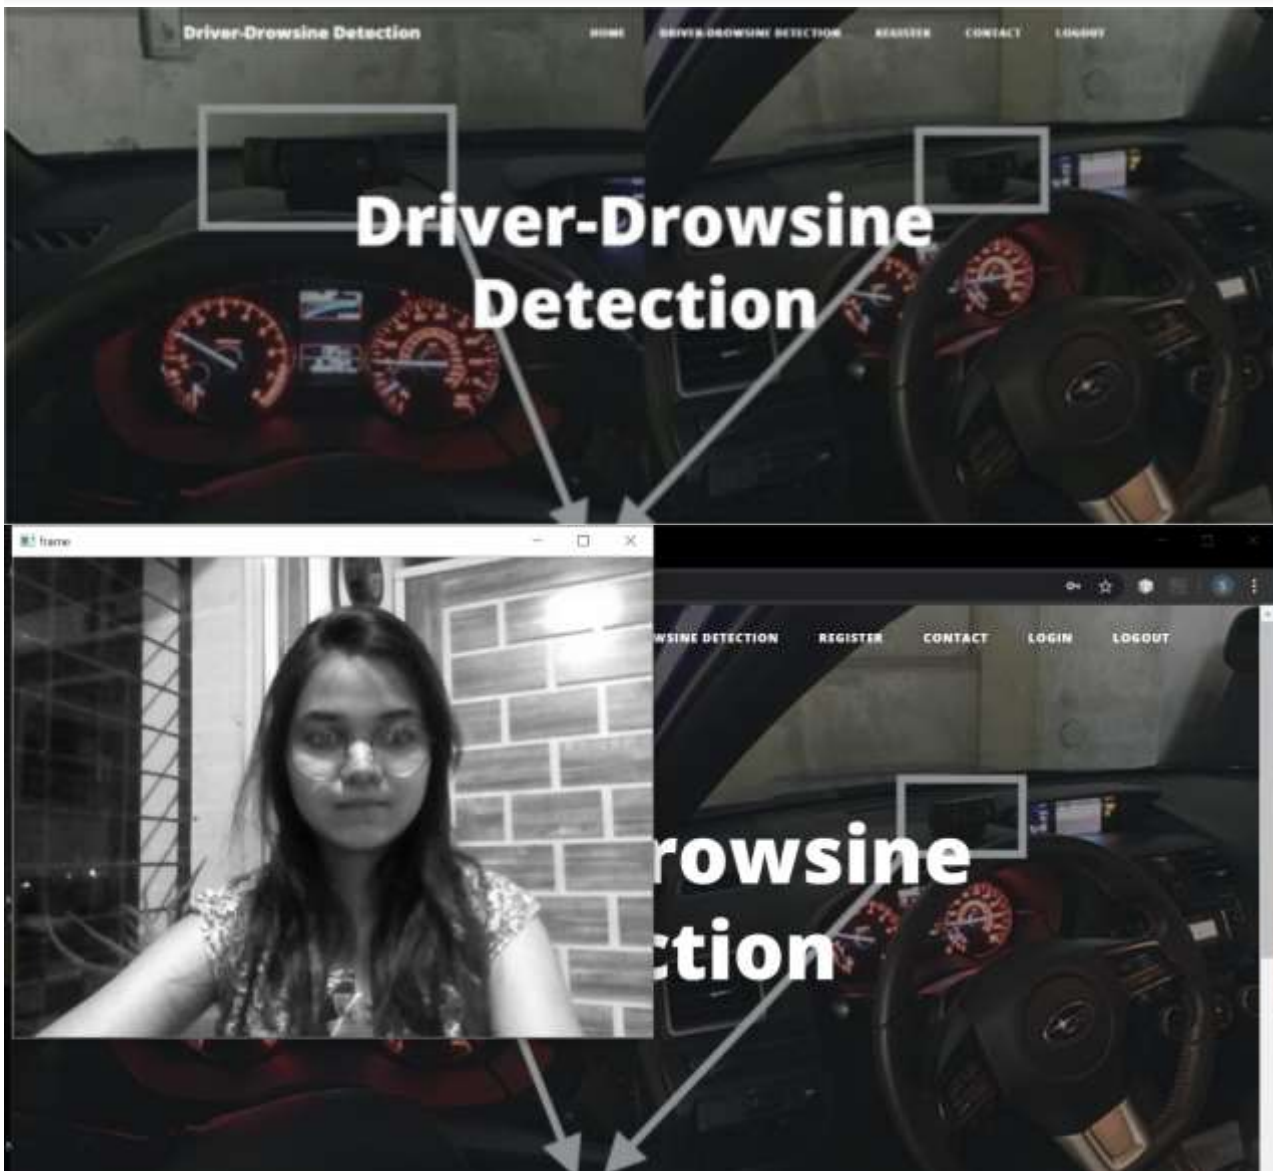 Driver-Drowsine Detection HOME DRIVER-DROWSINE DETECTION REGISTER CONTACT LOGOUT
Driver-Drowsine
Detection
frame
WSINE DETECTION REGISTER CONTACT LOGIN LOGOUT
rowsine
ction